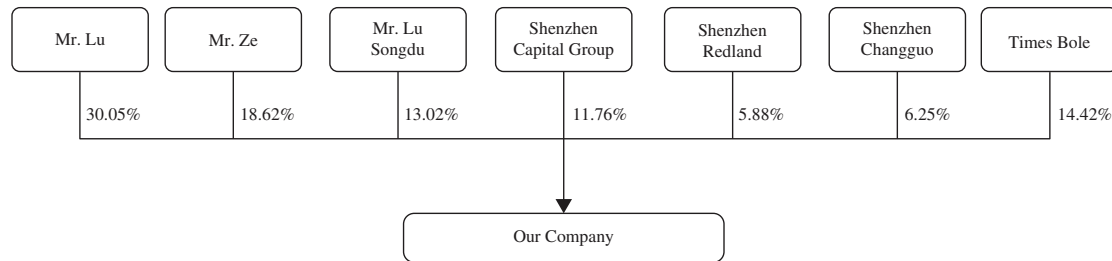 Mr. Lu
Mr. Ze
Mr. Lu
Songdu
Shenzhen
Capital Group
Shenzhen
Redland
Shenzhen
Changguo
Times Bole
30.05%
18.62%
13.02%
11.76%
5.88%
6.25%
14.42%
Our Company